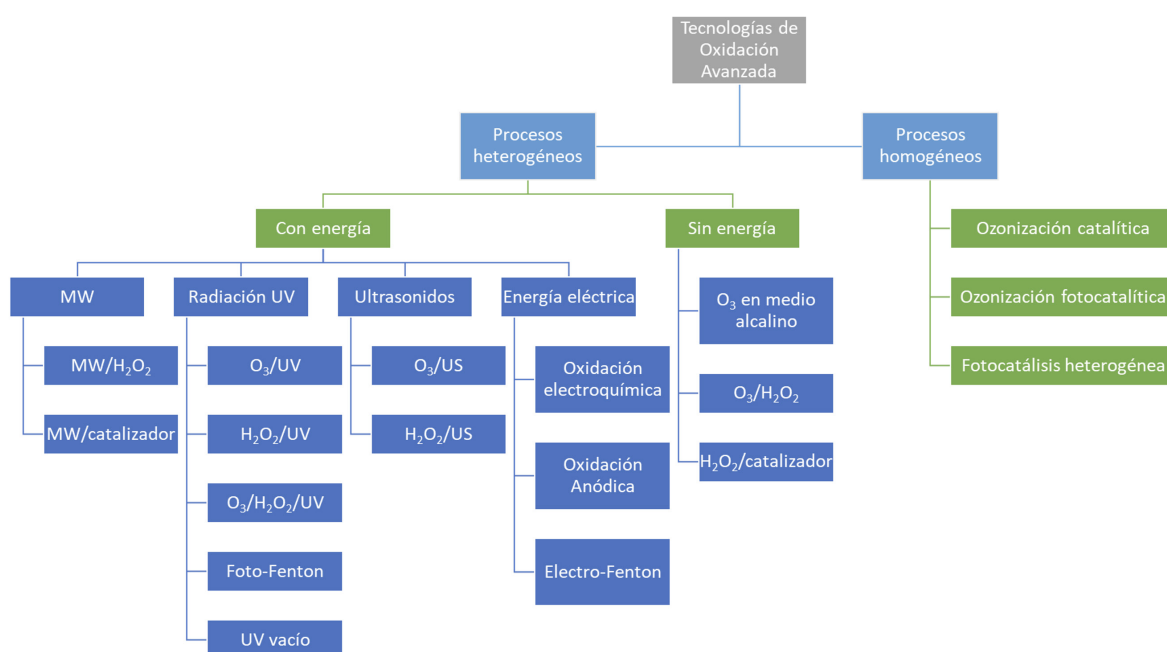 Tecnologías de
Oxidación
Avanzada
Procesos
heterogéneos
Procesos
homogéneos
Con energía
Sin energía
Ozonización catalítica
Ozonización fotocatalítica
Fotocatálisis heterogénea
MW
Radiación UV
Ultrasonidos
Energía eléctrica
O₃ en medio
alcalino
MW/H₂O₂
O₃/UV
O₃/US
Oxidación
electroquímica
O₃/H₂O₂
MW/catalizador
H₂O₂/UV
H₂O₂/US
Oxidación
Anódica
H₂O₂/catalizador
O₃/H₂O₂/UV
Foto-Fenton
Electro-Fenton
UV vacío